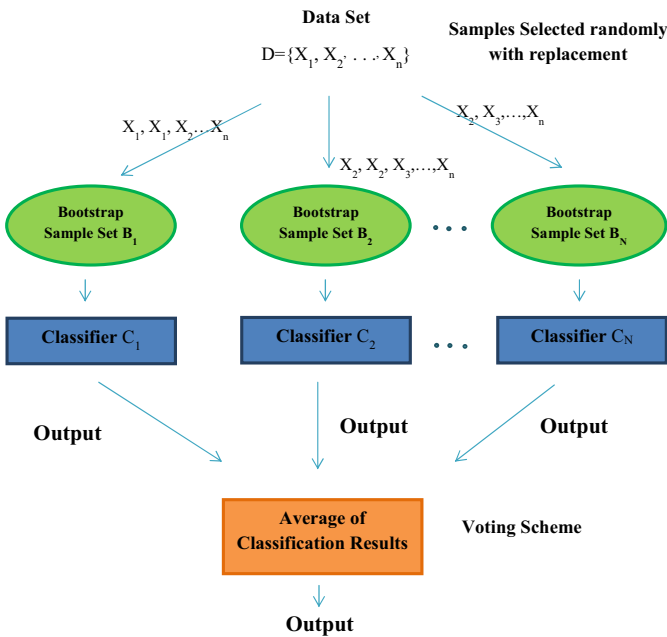 Data Set
Samples Selected randomly
with replacement
D={X₁, X₂, . . ., Xₙ}
X₁, X₁, X₂…Xₙ
X₂, X₃,…,Xₙ
X₂, X₂, X₃,…,Xₙ
Bootstrap
Sample Set B₁
Bootstrap
Sample Set B₂
• • •
Bootstrap
Sample Set B_N
Classifier C₁
Classifier C₂
• • •
Classifier C_N
Output
Output
Output
Average of
Classification Results
Voting Scheme
Output